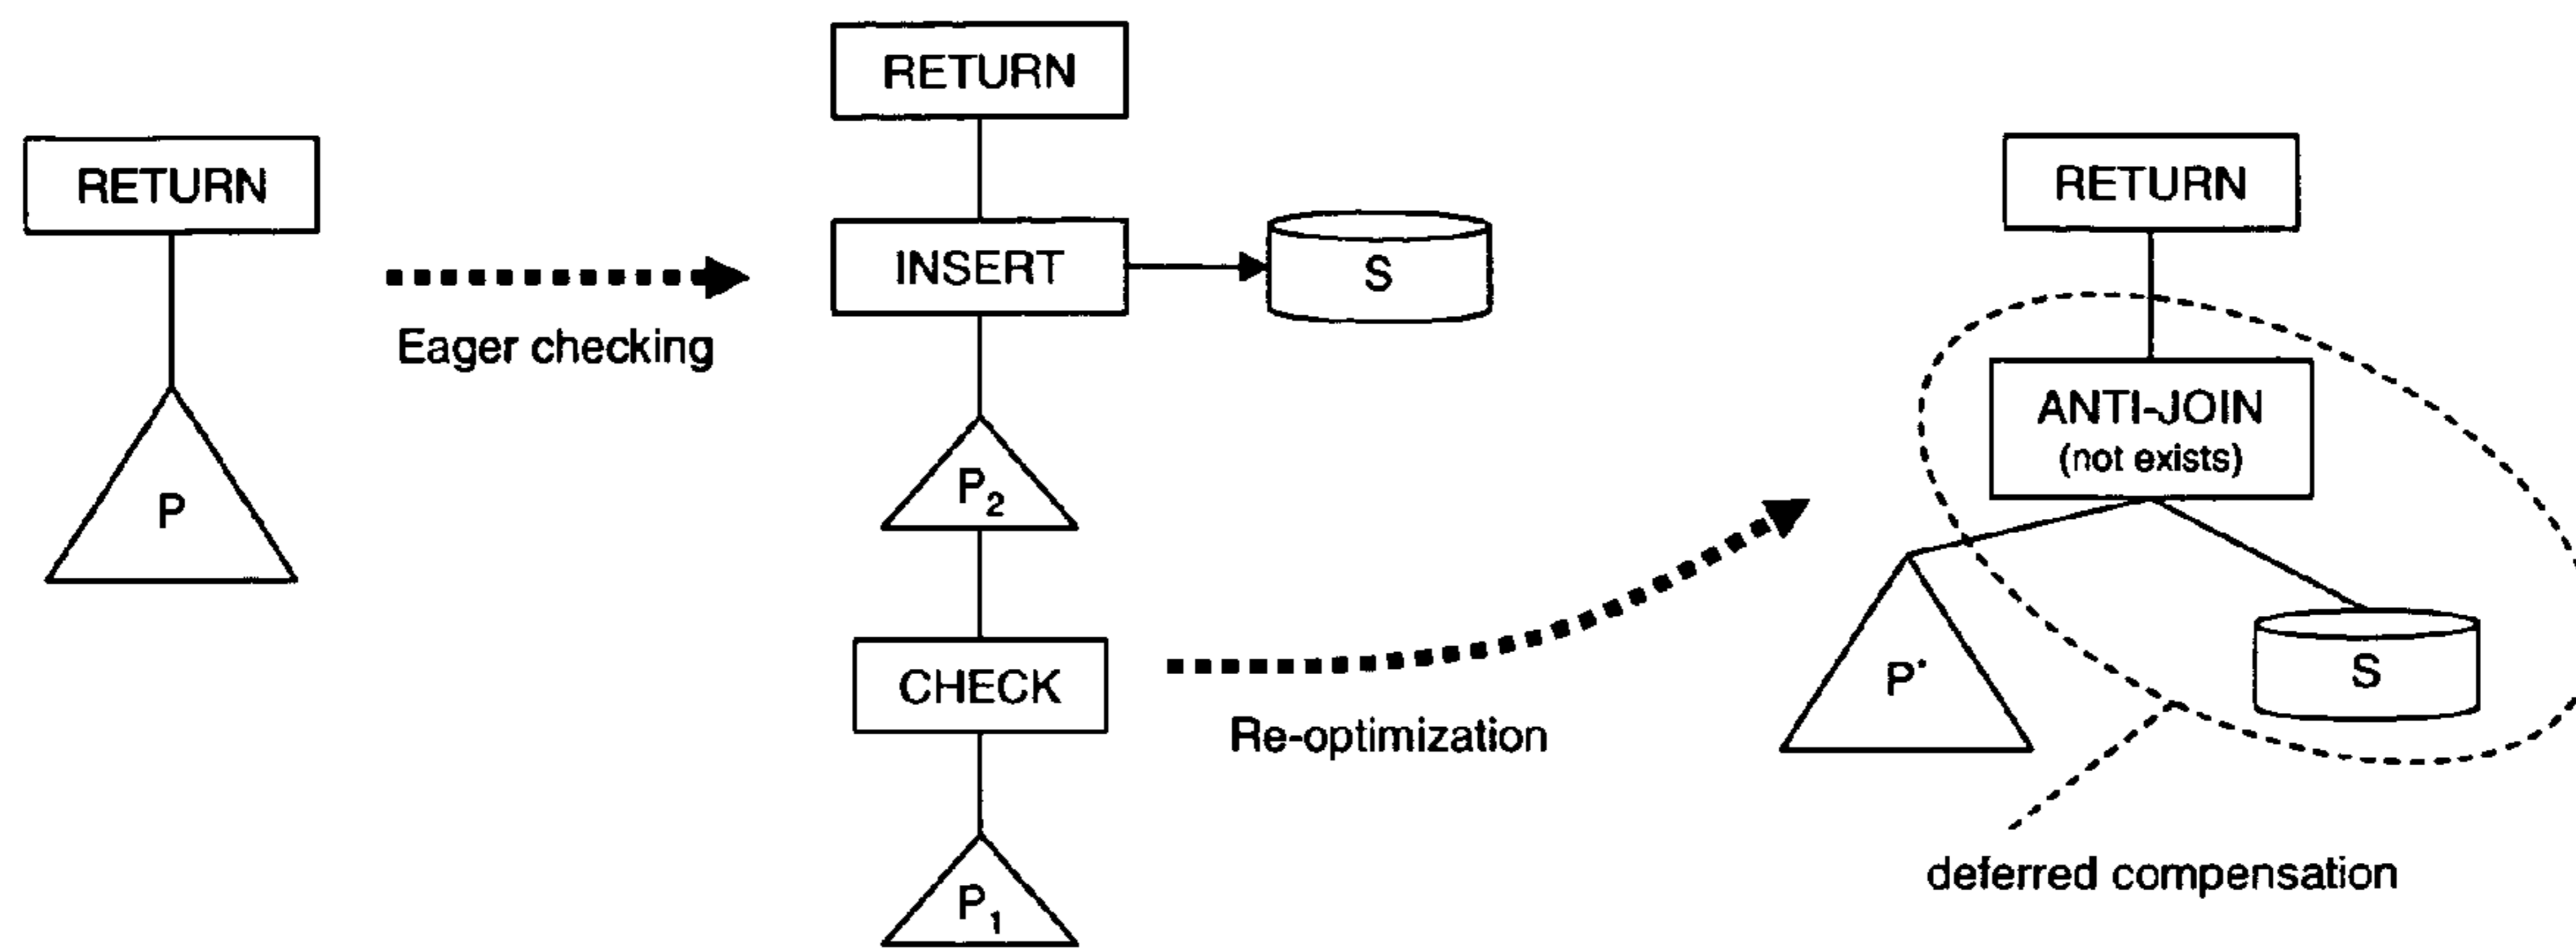 RETURN
P
Eager checking
RETURN
INSERT
S
P2
CHECK
P1
Re-optimization
RETURN
ANTI-JOIN
(not exists)
P*
S
deferred compensation